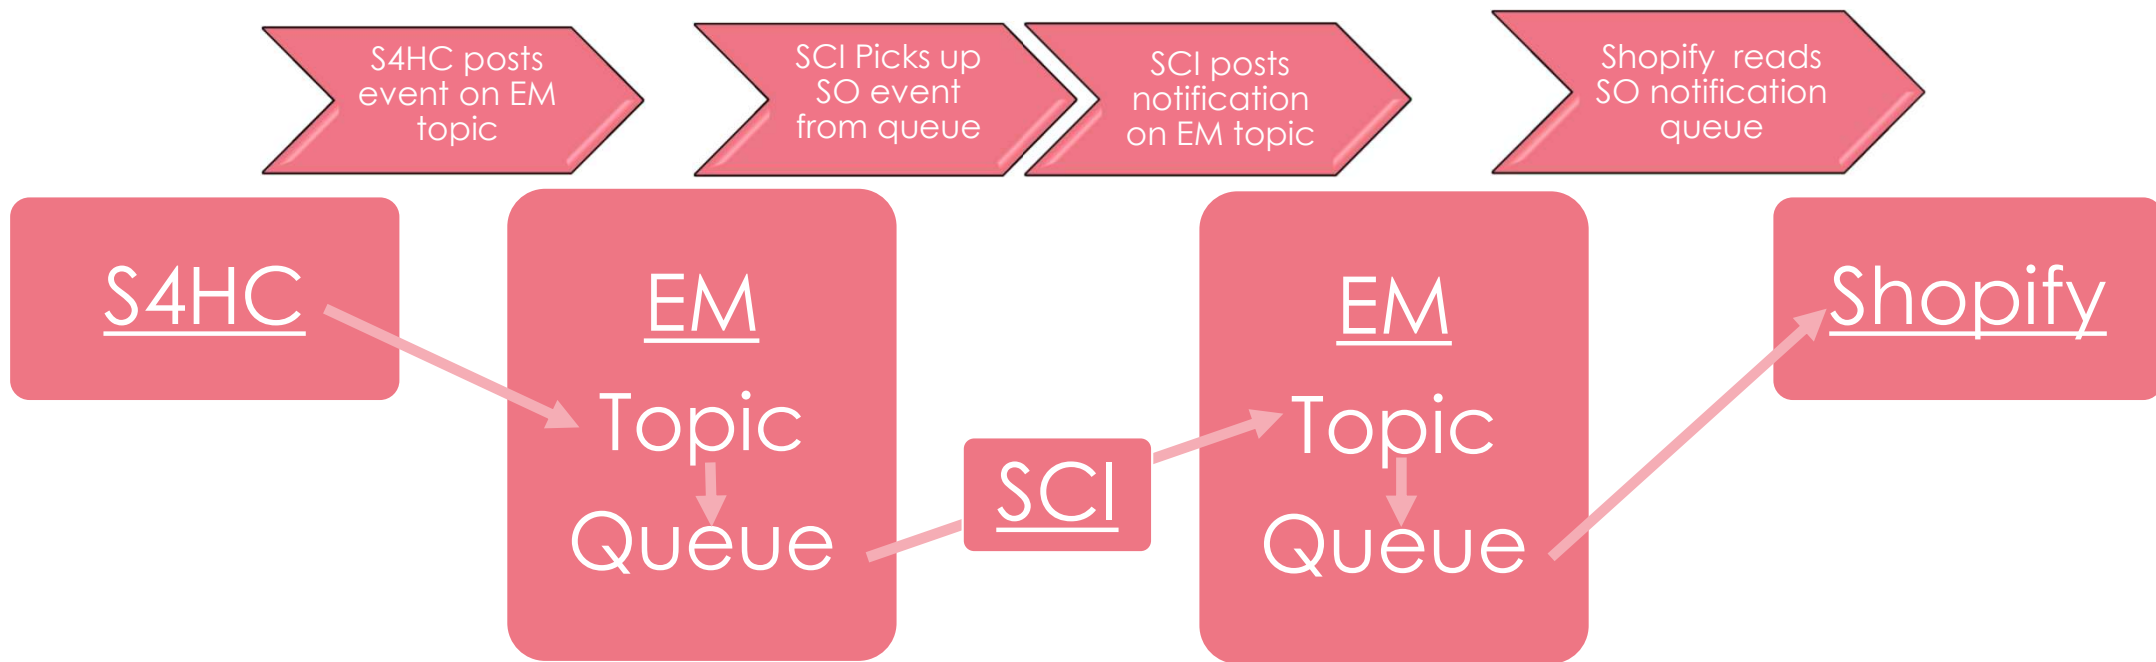 S4HC posts
event on EM
topic
SCI Picks up
SO event
from queue
SCI posts
notification
on EM topic
Shopify reads
SO notification
queue
S4HC
EM
Topic
Queue
SCI
EM
Topic
Queue
Shopify